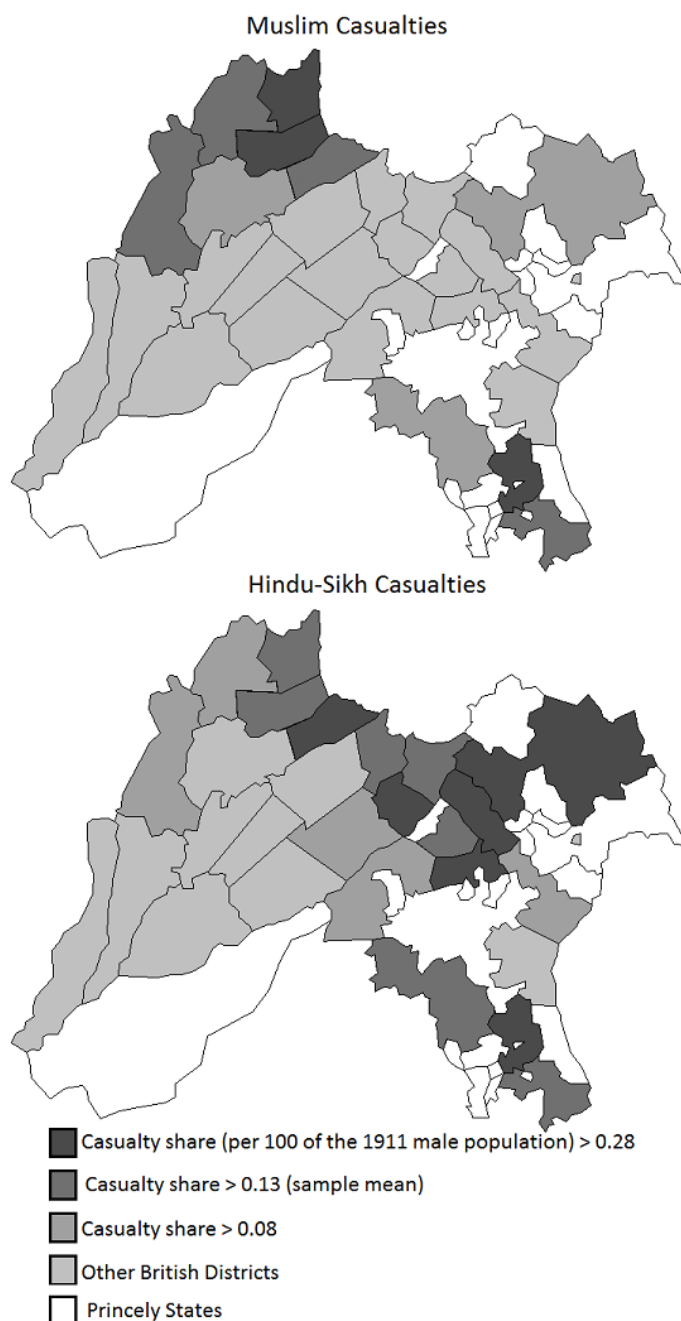 Muslim Casualties
Hindu-Sikh Casualties
Casualty share (per 100 of the 1911 male population) > 0.28
Casualty share > 0.13 (sample mean)
Casualty share > 0.08
Other British Districts
Princely States